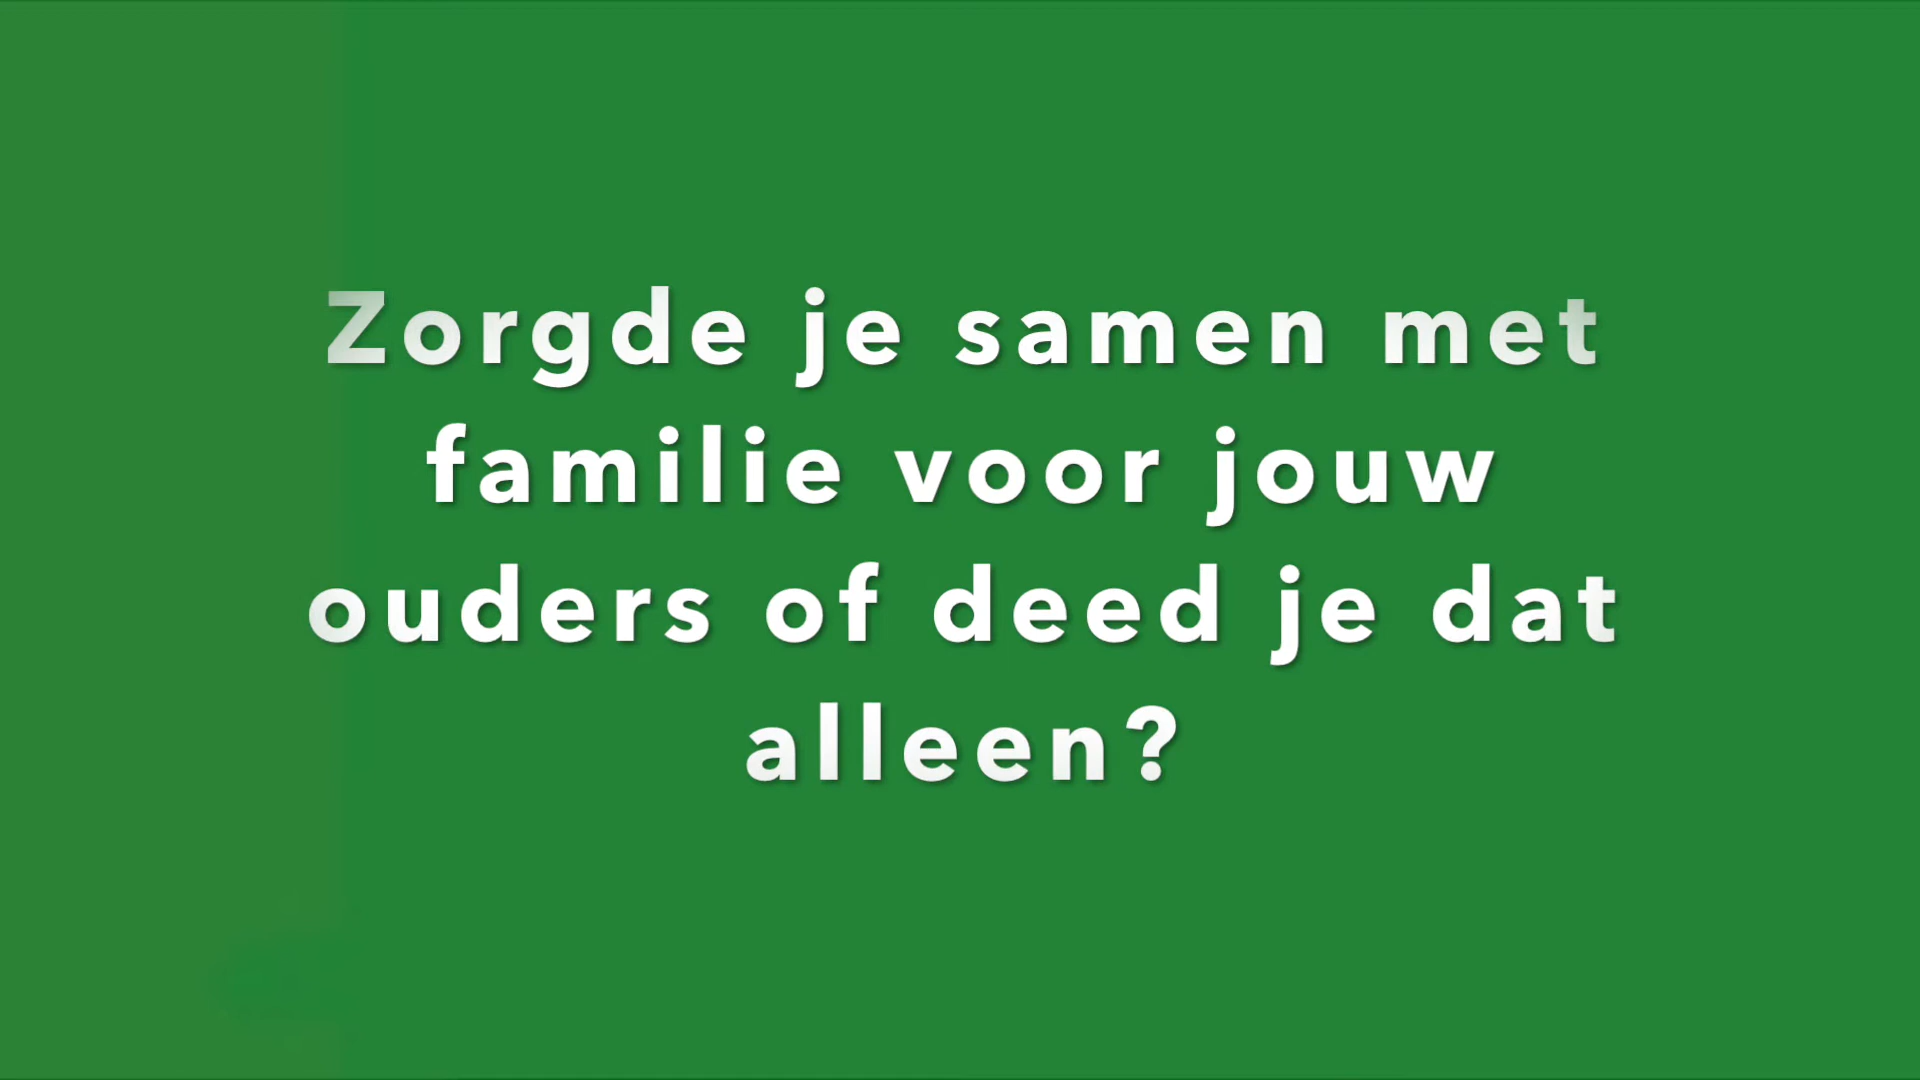 Zorgde je samen met
familie voor jouw
ouders of deed je dat
alleen?